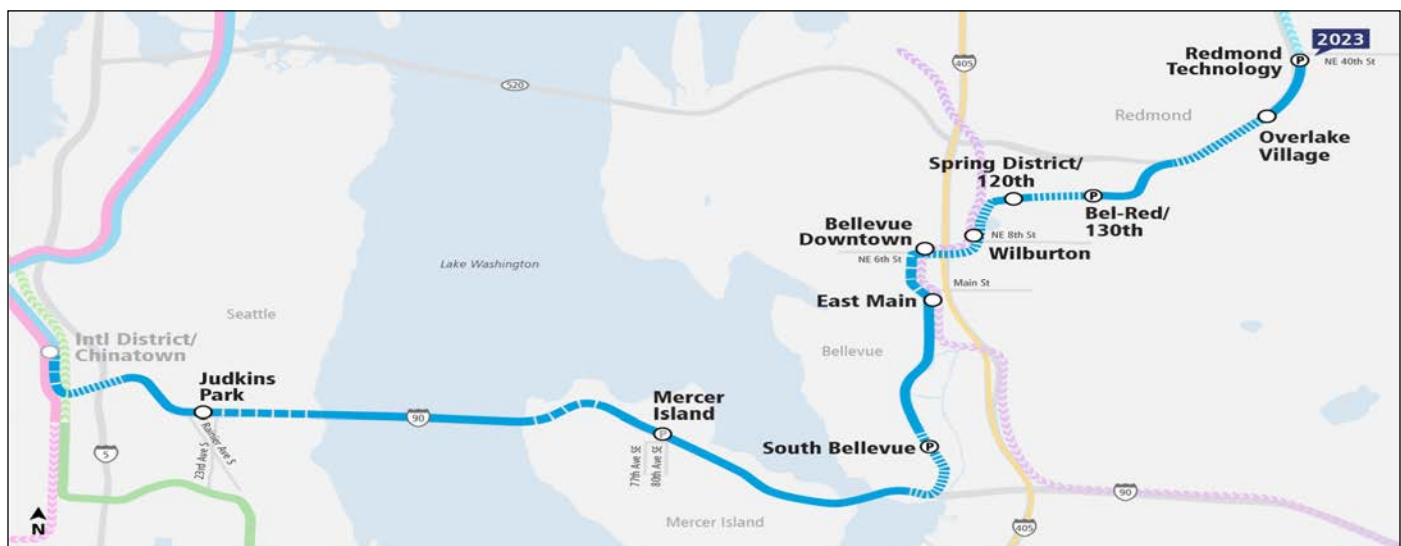 2023
NE 40th St
Redmond
Technology
405
520
Redmond
Overlake
Village
Spring District/
120th
Bel-Red/
130th
Bellevue
Downtown
NE 8th St
Wilburton
NE 6th St
Lake Washington
Main St
East Main
Seattle
Intl District/
Chinatown
Bellevue
Judkins
Park
Mercer
Island
90
Rainier Ave S
23rd Ave S
P
77th Ave SE
80th Ave SE
South Bellevue
P
5
90
Mercer Island
405
N
P
P